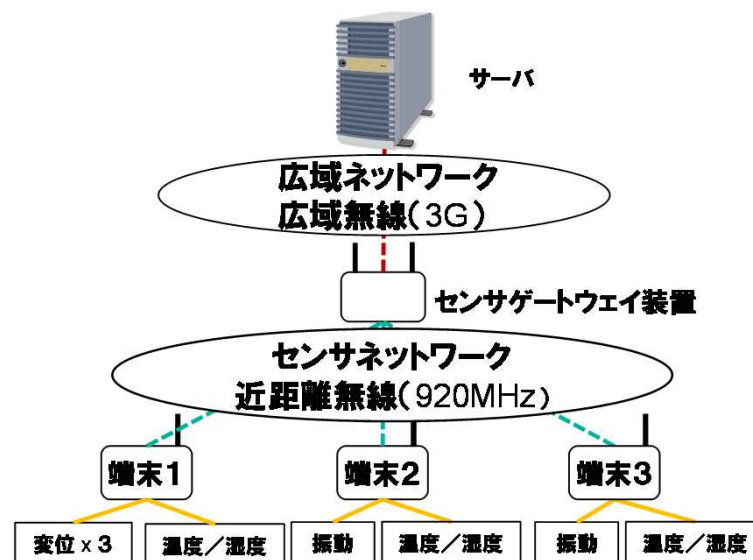 サーバ
広域ネットワーク
広域無線(3G)
センサゲートウェイ装置
センサネットワーク
近距離無線(920MHz)
端末1
端末2
端末3
変位 x 3
温度/湿度
振動
温度/湿度
振動
温度/湿度